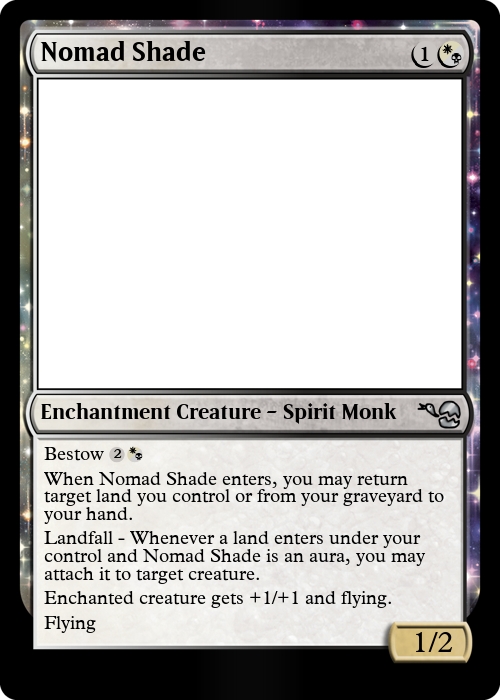 Nomad Shade 1
Enchantment Creature – Spirit Monk
Bestow 2
When Nomad Shade enters, you may return
target land you control or from your graveyard to
your hand.
Landfall - Whenever a land enters under your
control and Nomad Shade is an aura, you may
attach it to target creature.
Enchanted creature gets +1/+1 and flying.
Flying
1/2